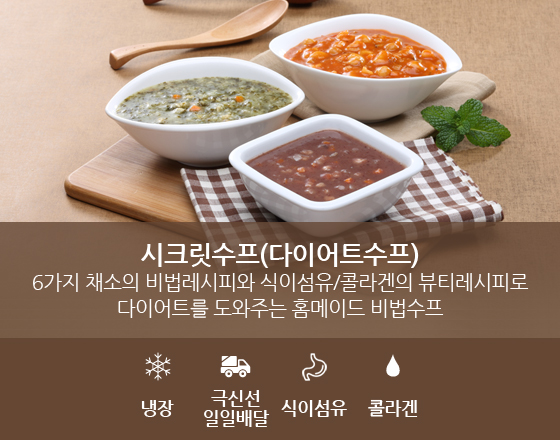 시크릿수프(다이어트수프)
6가지 채소의 비법레시피와 식이섬유/콜라겐의 뷰티레시피로
다이어트를 도와주는 홈메이드 비법수프
냉장
극신선
일일배달
식이섬유
콜라겐